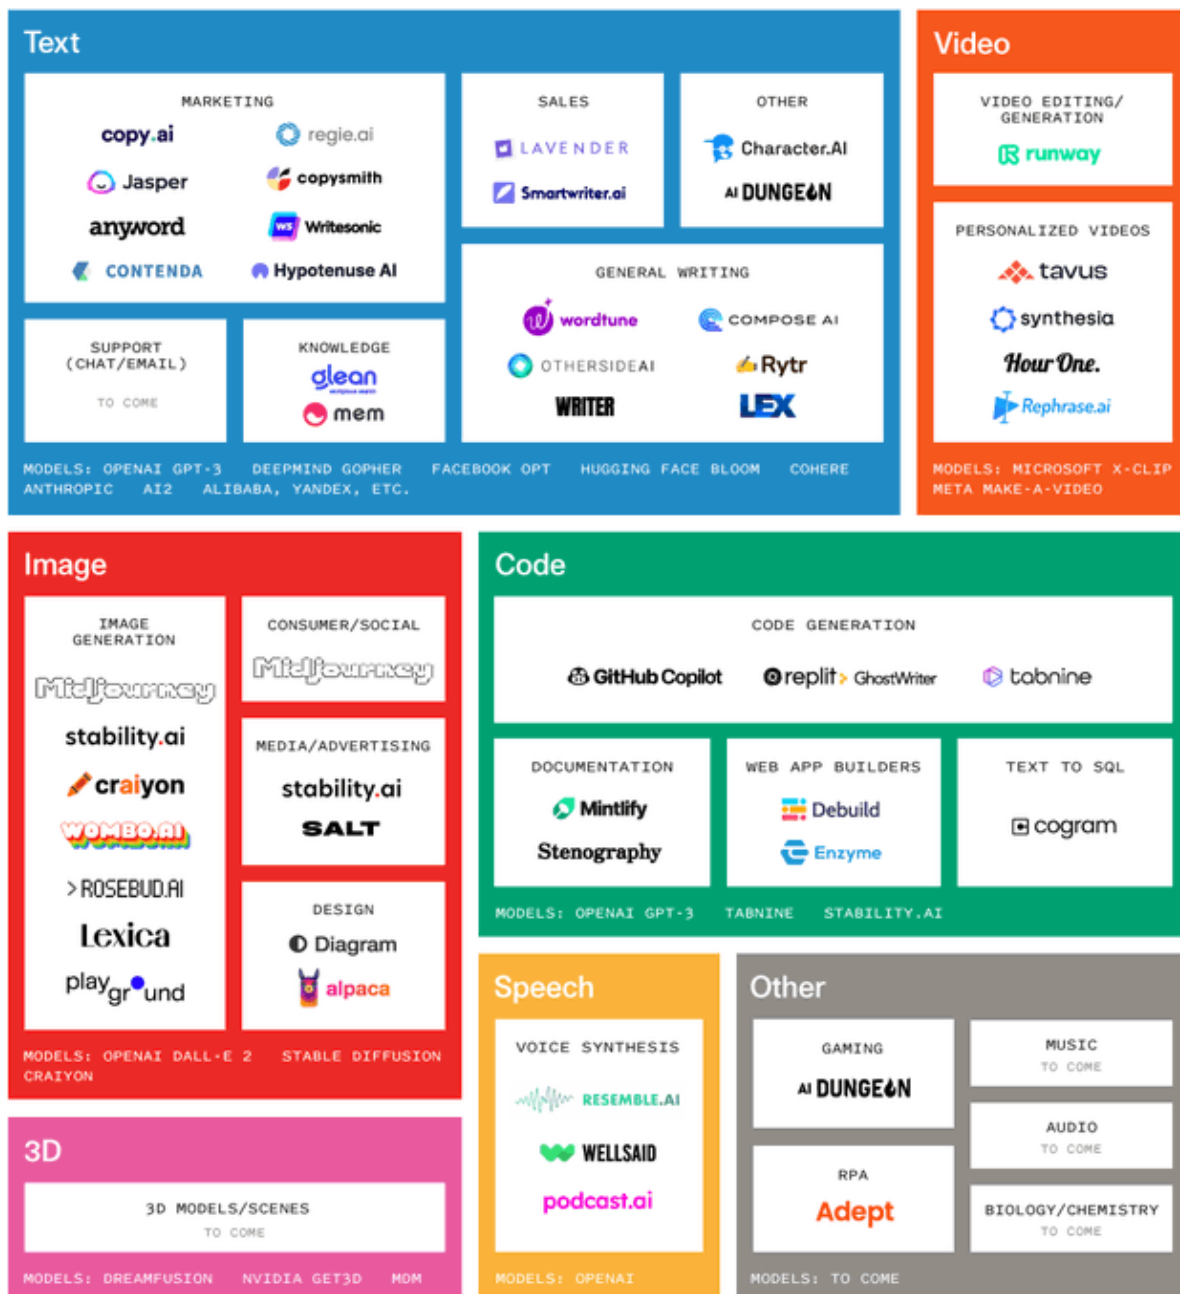 Text
MARKETING
copy.ai
regie.ai
Jasper
copysmith
anyword
Writesonic
CONTENDA
Hypotenuse AI
SALES
LAVENDER
Smartwriter.ai
OTHER
Character.AI
AI DUNGEON
SUPPORT
(CHAT/EMAIL)
TO COME
KNOWLEDGE
glean
mem
GENERAL WRITING
wordtune
COMPOSE AI
OTHERSIDEAI
Rytr
WRITER
LEX
MODELS: OPENAI GPT-3 DEEPMIND GOPHER FACEBOOK OPT HUGGING FACE BLOOM COHERE
ANTHROPIC AI2 ALIBABA, YANDEX, ETC.
Video
VIDEO EDITING/
GENERATION
runway
PERSONALIZED VIDEOS
tavus
synthesia
Hour One.
Rephrase.ai
MODELS: MICROSOFT X-CLIP
META MAKE-A-VIDEO
Image
IMAGE
GENERATION
Midjourney
stability.ai
craiyon
WOMBO.AI
>ROSEBUD.AI
Lexica
playground
CONSUMER/SOCIAL
Midjourney
MEDIA/ADVERTISING
stability.ai
SALT
DESIGN
Diagram
alpaca
MODELS: OPENAI DALL-E 2 STABLE DIFFUSION
CRAIYON
Code
CODE GENERATION
GitHub Copilot
replit GhostWriter
tabnine
DOCUMENTATION
Mintlify
Stenography
WEB APP BUILDERS
Debuild
Enzyme
TEXT TO SQL
cogram
MODELS: OPENAI GPT-3 TABNINE STABILITY.AI
3D
3D MODELS/SCENES
TO COME
MODELS: DREAMFUSION NVIDIA GET3D MDM
Speech
VOICE SYNTHESIS
RESEMBLE.AI
WELLSAID
podcast.ai
MODELS: OPENAI
Other
GAMING
AI DUNGEON
RPA
Adept
MUSIC
TO COME
AUDIO
TO COME
BIOLOGY/CHEMISTRY
TO COME
MODELS: TO COME